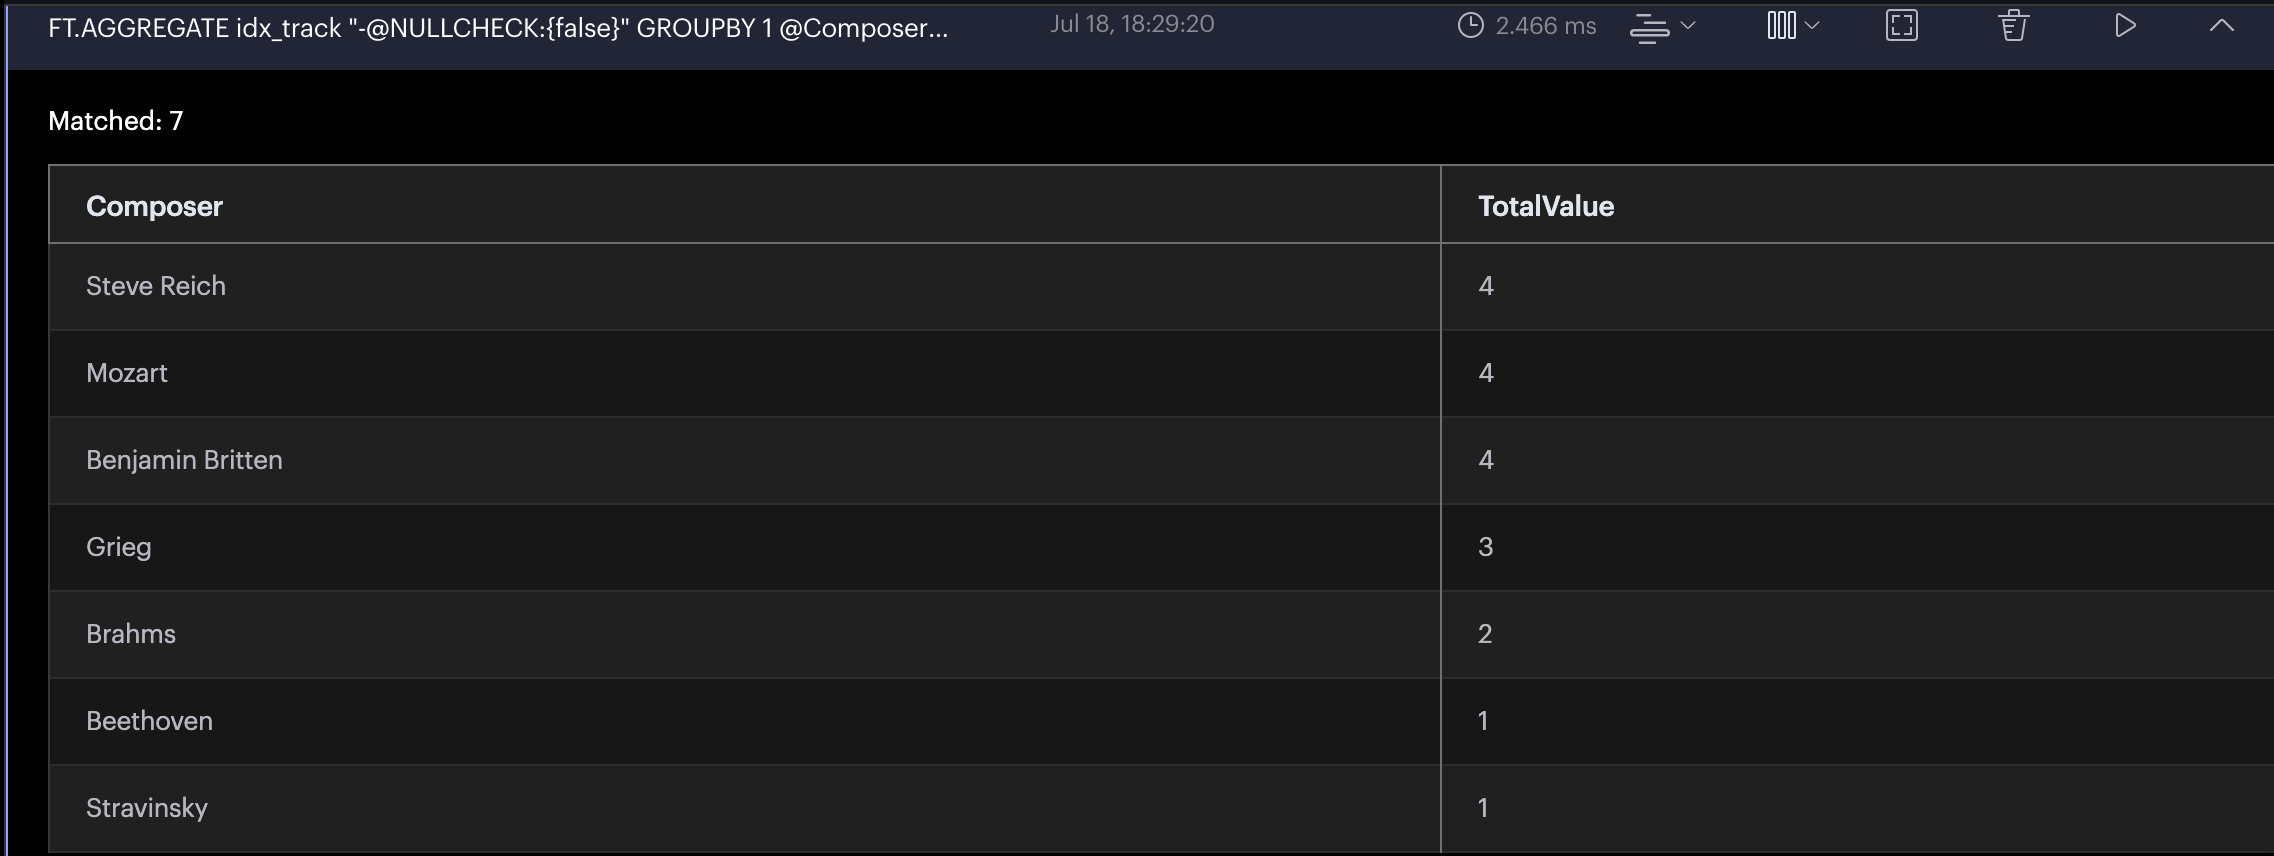 FT.AGGREGATE idx_track "-@NULLCHECK:{false}" GROUPBY 1 @Composer... Jul 18, 18:29:20 2.466 ms
Matched: 7
Composer TotalValue
Steve Reich 4
Mozart 4
Benjamin Britten 4
Grieg 3
Brahms 2
Beethoven 1
Stravinsky 1